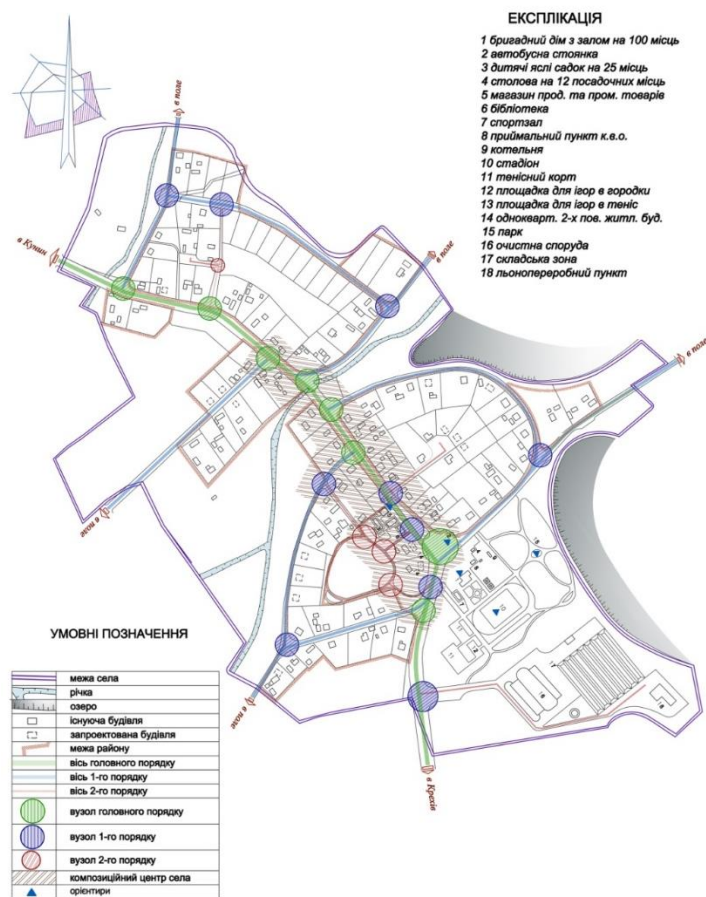 ЕКСПЛІКАЦІЯ
1 бригадний дім з залом на 100 місць
2 автобусна стоянка
3 дитячі яслі садок на 25 місць
4 столова на 12 посадочних місць
5 магазин прод. та пром. товарів
6 бібліотека
7 спортзал
8 приймальний пункт к.в.о.
9 котельня
10 стадіон
11 тенісний корт
12 площадка для ігор в городки
13 площадка для ігор в теніс
14 однокварт. 2-х пов. житл. буд.
15 парк
16 очистна споруда
17 складська зона
18 льонопереробний пункт
в поле
в Кунин
в поле
в поле
в поле
в поле
в Крехів
УМОВНІ ПОЗНАЧЕННЯ
межа села
річка
озеро
існуюча будівля
запроектована будівля
межа району
вісь головного порядку
вісь 1-го порядку
вісь 2-го порядку
вузол головного порядку
вузол 1-го порядку
вузол 2-го порядку
композиційний центр села
орієнтири